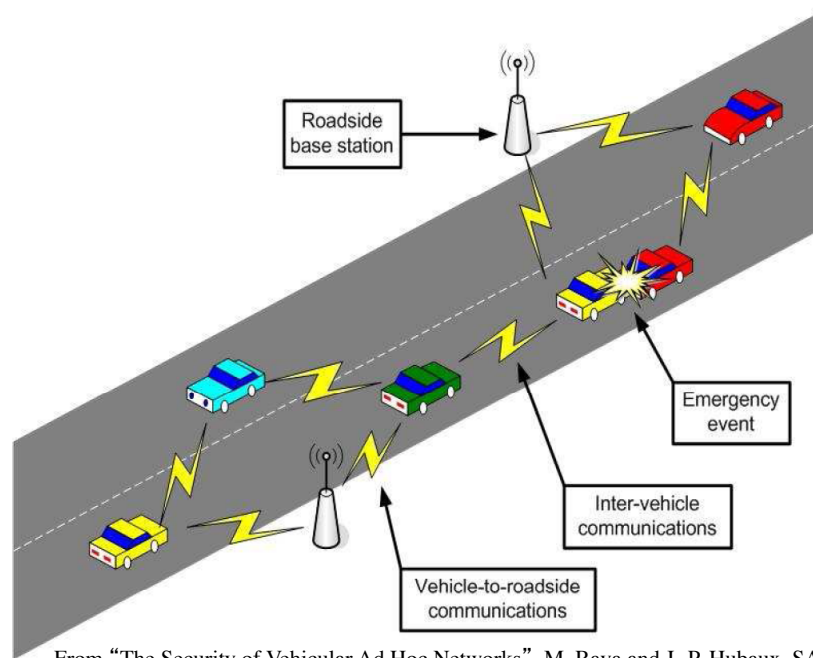 Roadside
base station
Emergency
event
Inter-vehicle
communications
Vehicle-to-roadside
communications
From “The Security of Vehicular Ad Hoc Networks”, M. Raya and J.-P. Hubaux, SA